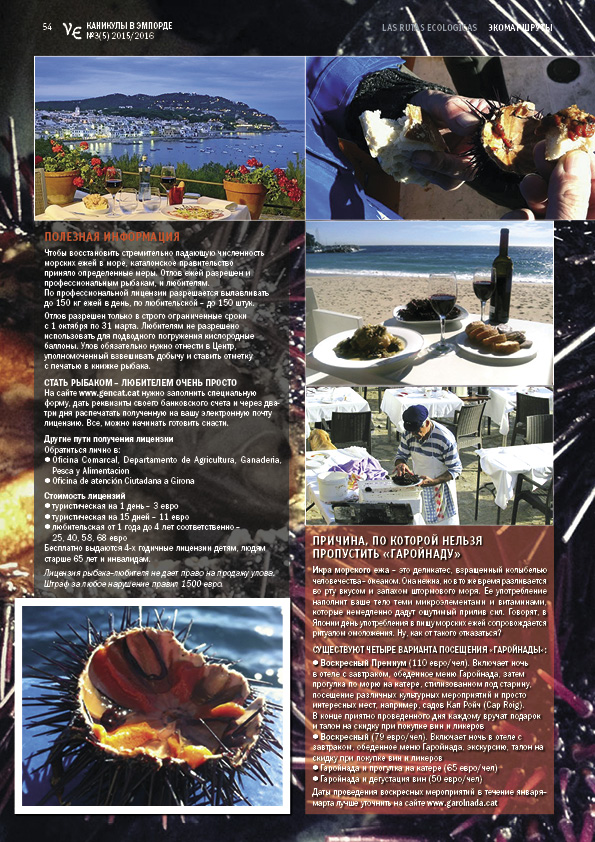 54
VE
КАНИКУЛЫ В ЭМПОРДЕ
№3(5) 2015/2016
LAS RUTAS ECOLOGICAS ЭКОМАРШРУТЫ
ПОЛЕЗНАЯ ИНФОРМАЦИЯ
Чтобы восстановить стремительно падающую численность
морских ежей в море, каталонское правительство
приняло определенные меры. Отлов ежей разрешен и
профессиональным рыбакам, и любителям.
По профессиональной лицензии разрешается вылавливать
до 150 кг ежей в день, по любительской – до 150 штук.
Отлов разрешен только в строго ограниченные сроки
с 1 октября по 31 марта. Любителям не разрешено
использовать для подводного погружения кислородные
баллоны. Улов обязательно нужно отнести в Центр,
уполномоченный взвешивать добычу и ставить отметку
с печатью в книжке рыбака.
СТАТЬ РЫБАКОМ – ЛЮБИТЕЛЕМ ОЧЕНЬ ПРОСТО
На сайте www.gencat.cat нужно заполнить специальную
форму, дать реквизиты своего банковского счета и через два-
три дня распечатать полученную на вашу электронную почту
лицензию. Все, можно начинать готовить снасти.
Другие пути получения лицензии
Обратиться лично в:
● Oficina Comarcal, Departamento de Agricultura, Ganaderia,
Pesca y Alimentacion
● Oficina de atención Ciutadana a Girona
Стоимость лицензий
● туристическая на 1 день – 3 евро
● туристическая на 15 дней – 11 евро
● любительская от 1 года до 4 лет соответственно –
25, 40, 58, 68 евро
Бесплатно выдаются 4-х годичные лицензии детям, людям
старше 65 лет и инвалидам.
Лицензия рыбака–любителя не дает право на продажу улова.
Штраф за любое нарушение правил 1500 евро.
ПРИЧИНА, ПО КОТОРОЙ НЕЛЬЗЯ
ПРОПУСТИТЬ «ГАРОЙНАДУ»
Икра морского ежа – это деликатес, взращенный колыбелью
человечества – океаном. Она нежна, но в то же время разливается
во рту вкусом и запахом штормового моря. Ее употребление
наполнит ваше тело теми микроэлементами и витаминами,
которые немедленно дадут ощутимый прилив сил. Говорят, в
Японии день употребления в пищу морских ежей сопровождается
ритуалом омоложения. Ну, как от такого отказаться?
СУЩЕСТВУЮТ ЧЕТЫРЕ ВАРИАНТА ПОСЕЩЕНИЯ «ГАРОЙНАДЫ»:
● Воскресный Премиум (110 евро/чел). Включает ночь
в отеле с завтраком, обеденное меню Гаройнада, затем
прогулка по морю на катере, стилизованном под старину,
посещение различных культурных мероприятий и просто
интересных мест, например, садов Кап Ройч (Cap Roig).
В конце приятно проведенного дня каждому вручат подарок
и талон на скидку при покупке вин и ликеров
● Воскресный (79 евро/чел). Включает ночь в отеле с
завтраком, обеденное меню Гаройнада, экскурсию, талон на
скидку при покупке вин и ликеров
● Гаройнада и прогулка на катере (65 евро/чел)
● Гаройнада и дегустация вин (50 евро/чел)
Даты проведения воскресных мероприятий в течение января–
марта лучше уточнить на сайте www.garoinada.cat